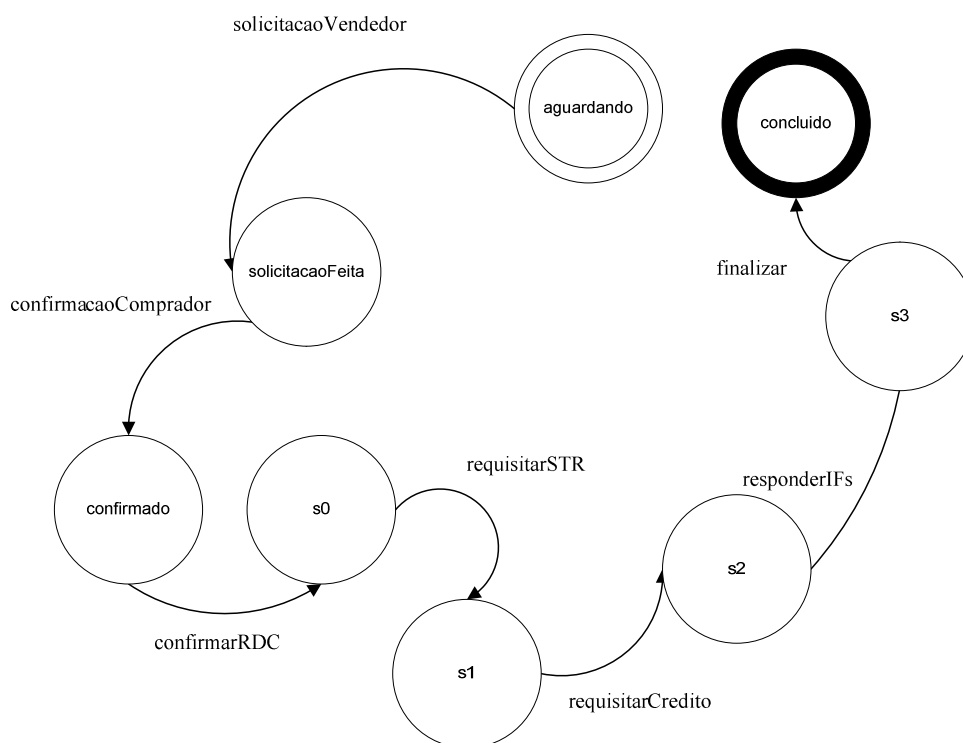 solicitacaoVendedor
aguardando
concluido
solicitacaoFeita
finalizar
confirmacaoComprador
s3
requisitarSTR
responderIFs
confirmado
s0
s2
confirmarRDC
s1
requisitarCredito